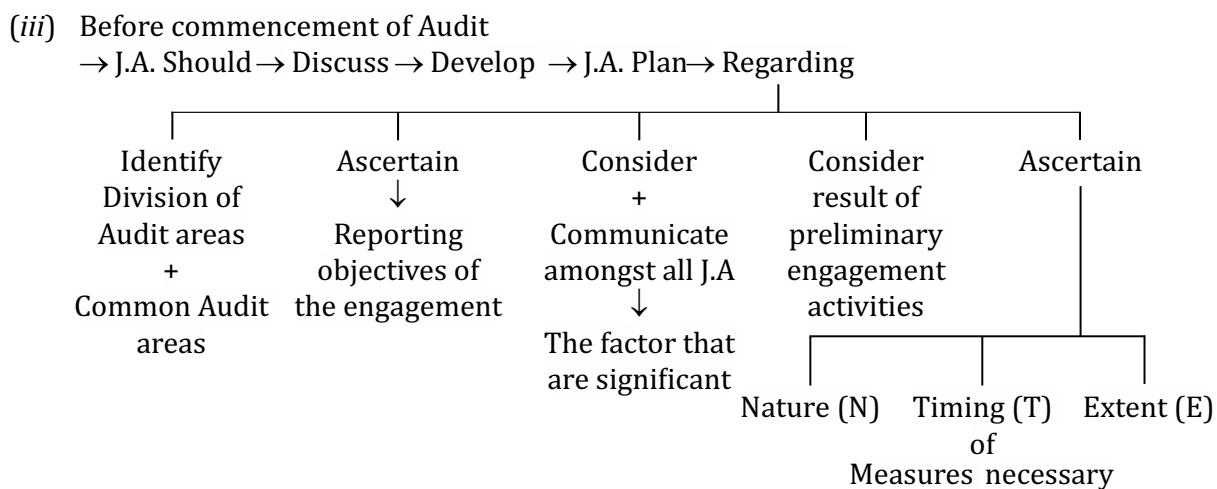 (iii) Before commencement of Audit
→ J.A. Should → Discuss → Develop → J.A. Plan → Regarding
Identify
Division of
Audit areas
+
Common Audit
areas
Ascertain
↓
Reporting
objectives of
the engagement
Consider
+
Communicate
amongst all J.A
↓
The factor that
are significant
Consider
result of
preliminary
engagement
activities
Ascertain
Nature (N) Timing (T) Extent (E)
of
Measures necessary